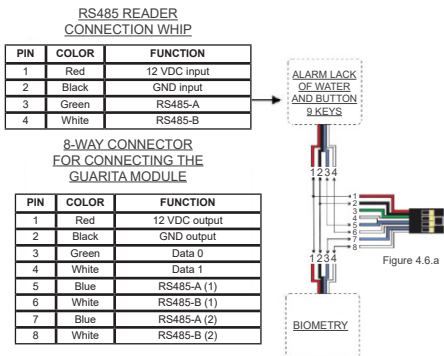 RS485 READER
CONNECTION WHIP
PIN COLOR FUNCTION
1 Red 12 VDC input
2 Black GND input
3 Green RS485-A
4 White RS485-B
8-WAY CONNECTOR
FOR CONNECTING THE
GUARITA MODULE
PIN COLOR FUNCTION
1 Red 12 VDC output
2 Black GND output
3 Green Data 0
4 White Data 1
5 Blue RS485-A (1)
6 White RS485-B (1)
7 Blue RS485-A (2)
8 White RS485-B (2)
ALARM LACK
OF WATER
AND BUTTON
9 KEYS
1 2 3 4
1
2
3
4
5
6
7
8
Figure 4.6.a
1 2 3 4
BIOMETRY